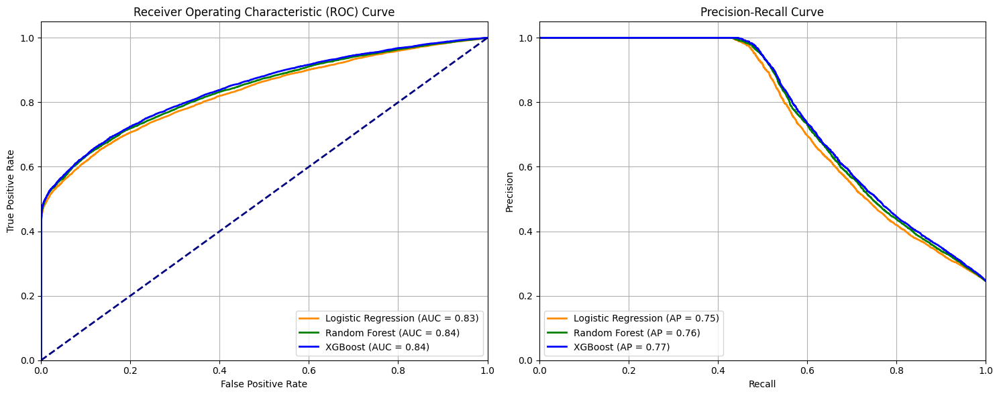 Receiver Operating Characteristic (ROC) Curve
True Positive Rate
1.0
0.8
0.6
0.4
0.2
0.0
0.0 0.2 0.4 0.6 0.8 1.0
False Positive Rate
Logistic Regression (AUC = 0.83)
Random Forest (AUC = 0.84)
XGBoost (AUC = 0.84)
Precision-Recall Curve
Precision
1.0
0.8
0.6
0.4
0.2
0.0
0.0 0.2 0.4 0.6 0.8 1.0
Recall
Logistic Regression (AP = 0.75)
Random Forest (AP = 0.76)
XGBoost (AP = 0.77)